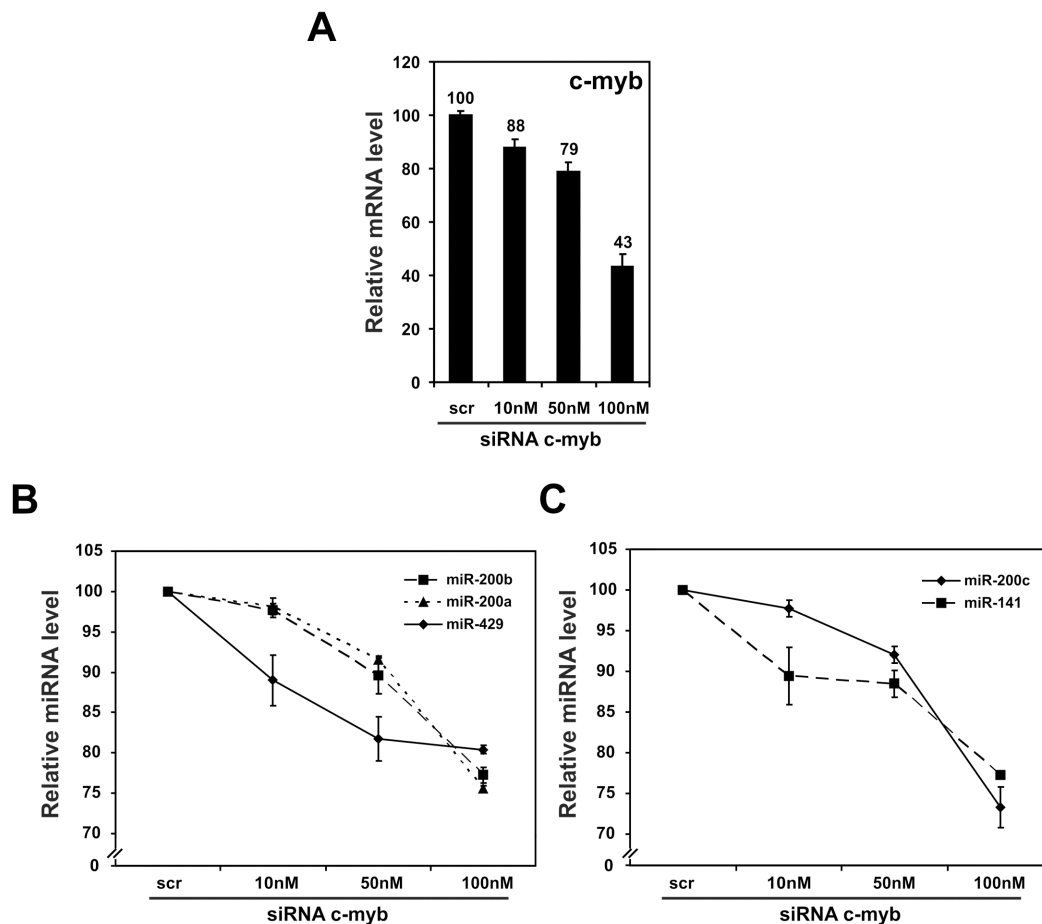 A
c-myb
Relative mRNA level
120
100
80
60
40
20
0
100
88
79
43
scr 10nM 50nM 100nM
siRNA c-myb
B
Relative miRNA level
105
100
95
90
85
80
75
70
0
miR-200b
miR-200a
miR-429
scr 10nM 50nM 100nM
siRNA c-myb
C
Relative miRNA level
105
100
95
90
85
80
75
70
0
miR-200c
miR-141
scr 10nM 50nM 100nM
siRNA c-myb